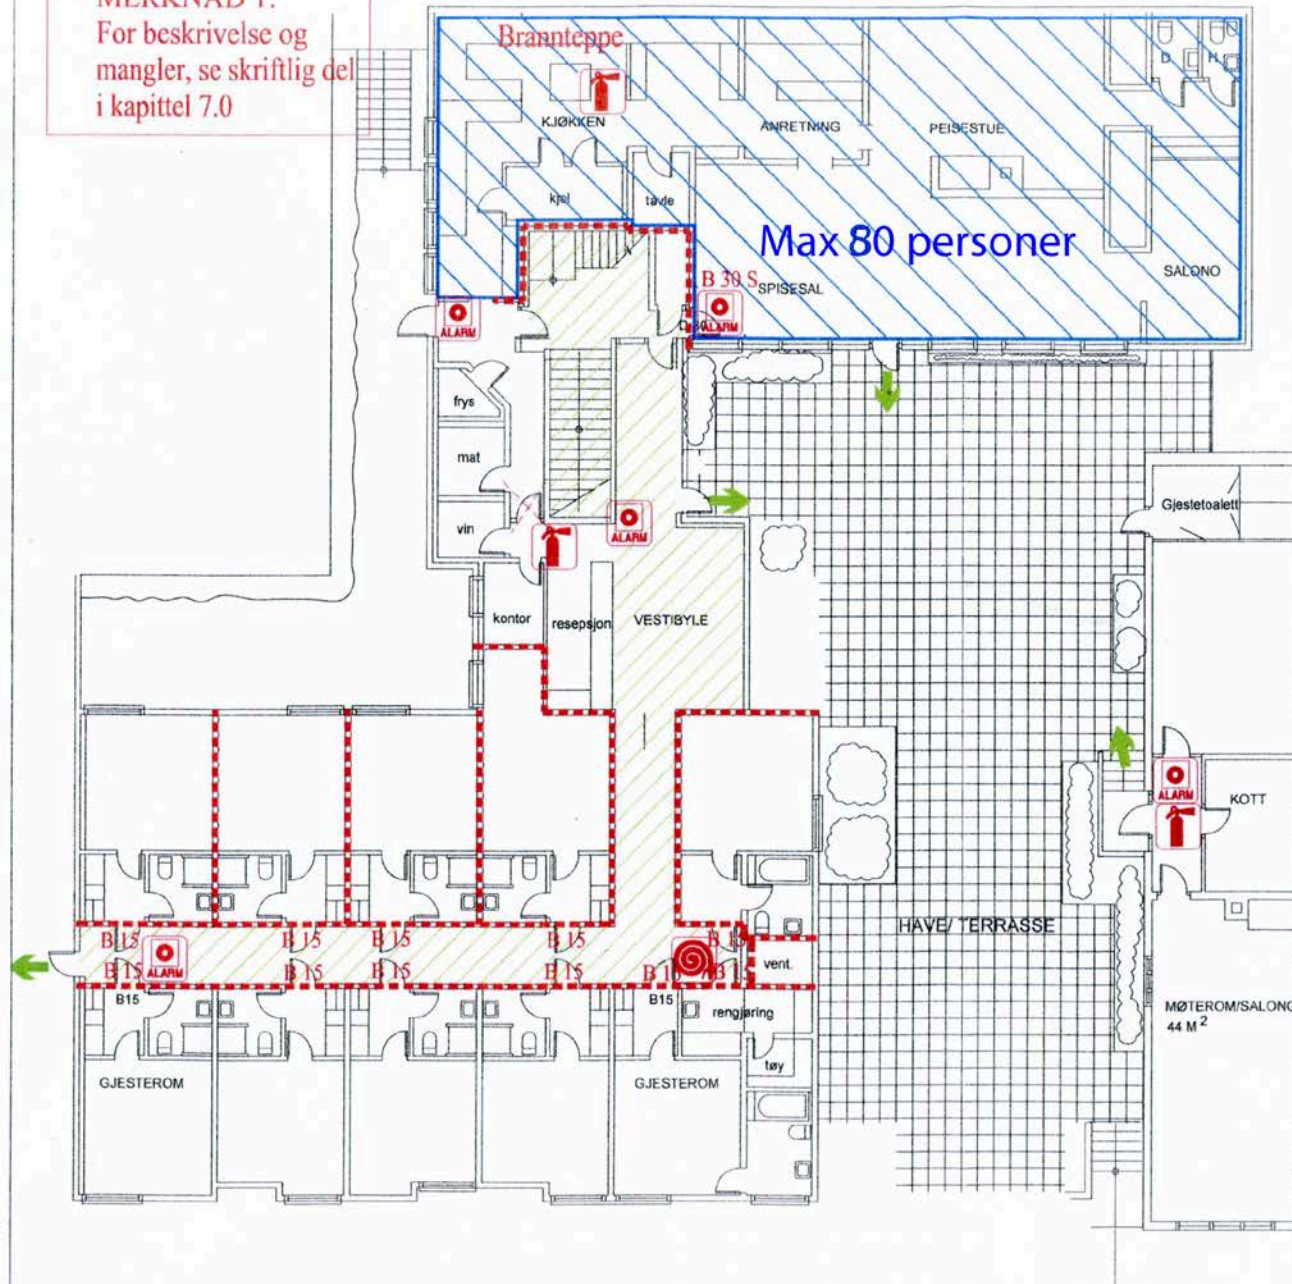 MERKNAD 1:
For beskrivelse og
mangler, se skriftlig del
i kapittel 7.0
Brannteppe
D
H
KJØKKEN
ANRETNING
PEISESTUE
kjøl
tavle
Max 80 personer
SALONG
B 30 S
SPISESAL
ALARM
ALARM
frys
mat
vin
ALARM
Gjestetoalett
kontor
resepsjon
VESTIBYLE
ALARM
KOTT
HAVE/ TERRASSE
B 15
B 15
B 15
B 15
ALARM
vent.
B 15
B 15
B 15
B 15
B15
B15
rengjøring
MØTEROM/SALONG
44 M2
tøy
GJESTEROM
GJESTEROM